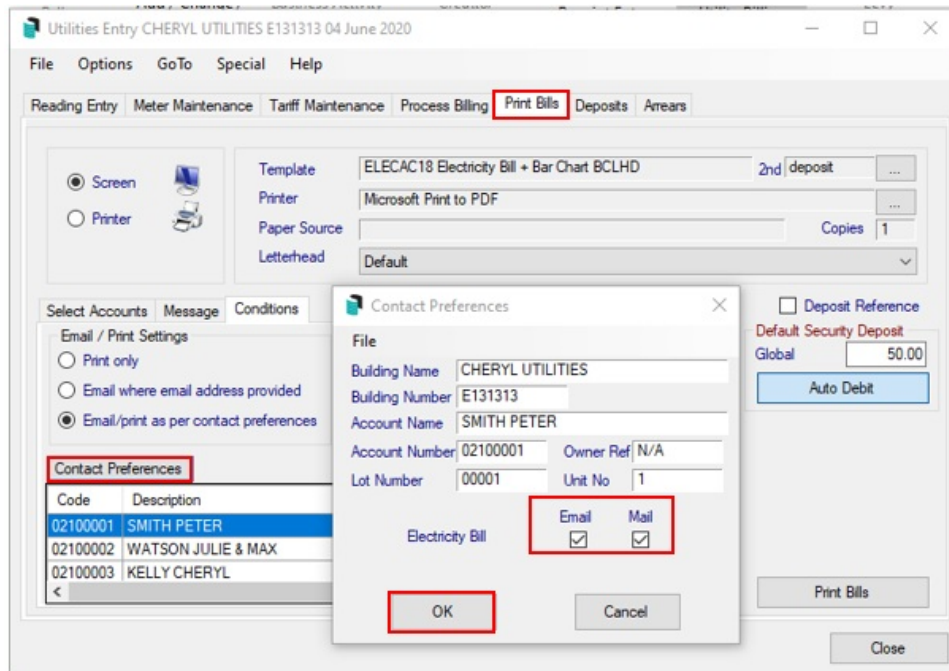 Utilities Entry CHERYL UTILITIES E131313 04 June 2020
File Options GoTo Special Help
Reading Entry Meter Maintenance Tariff Maintenance Process Billing Print Bills Deposits Arrears
Screen
Printer
Template ELECAC18 Electricity Bill + Bar Chart BCLHD 2nd deposit ...
Printer Microsoft Print to PDF ...
Paper Source Copies 1
Letterhead Default
Select Accounts Message Conditions
Email / Print Settings
Print only
Email where email address provided
Email/print as per contact preferences
Contact Preferences
Code Description
02100001 SMITH PETER
02100002 WATSON JULIE & MAX
02100003 KELLY CHERYL
Contact Preferences
File
Building Name CHERYL UTILITIES
Building Number E131313
Account Name SMITH PETER
Account Number 02100001 Owner Ref N/A
Lot Number 00001 Unit No 1
Email Mail
Electricity Bill
OK Cancel
Deposit Reference
Default Security Deposit
Global 50.00
Auto Debit
Print Bills
Close